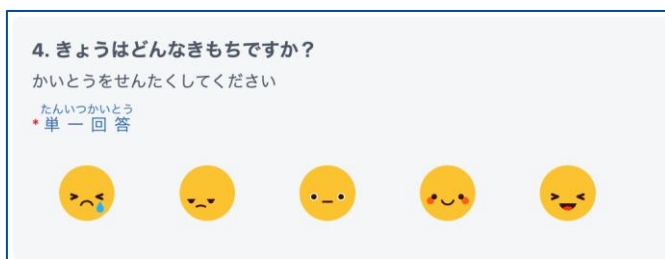 4. きょうはどんなきもちですか？
かいとうをせんたくしてください
たんいつかいとう
*単一回答